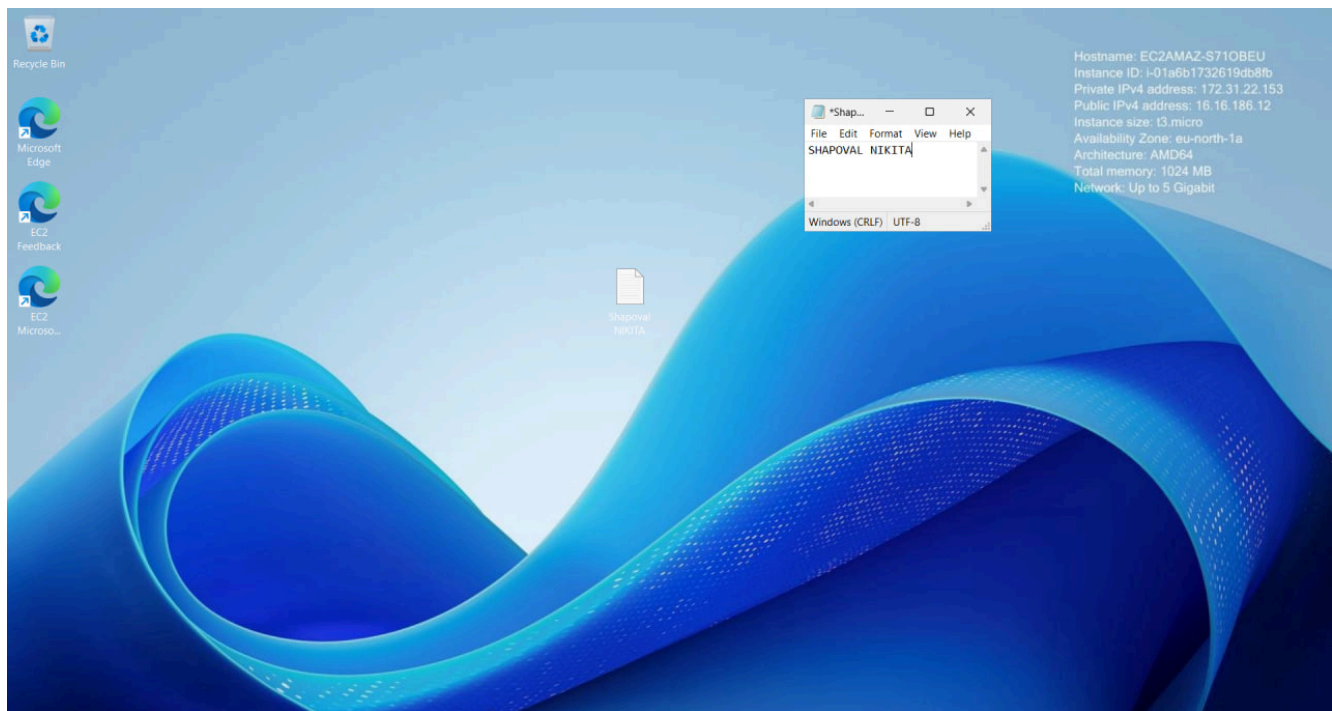 Recycle Bin
Microsoft
Edge
EC2
Feedback
EC2
Microso...
Shapoval
NIKITA
*Shap...
File Edit Format View Help
SHAPOVAL NIKITA
Windows (CRLF) UTF-8
Hostname: EC2AMAZ-S71OBEU
Instance ID: i-01a6b1732619db8fb
Private IPv4 address: 172.31.22.153
Public IPv4 address: 16.16.186.12
Instance size: t3.micro
Availability Zone: eu-north-1a
Architecture: AMD64
Total memory: 1024 MB
Network: Up to 5 Gigabit